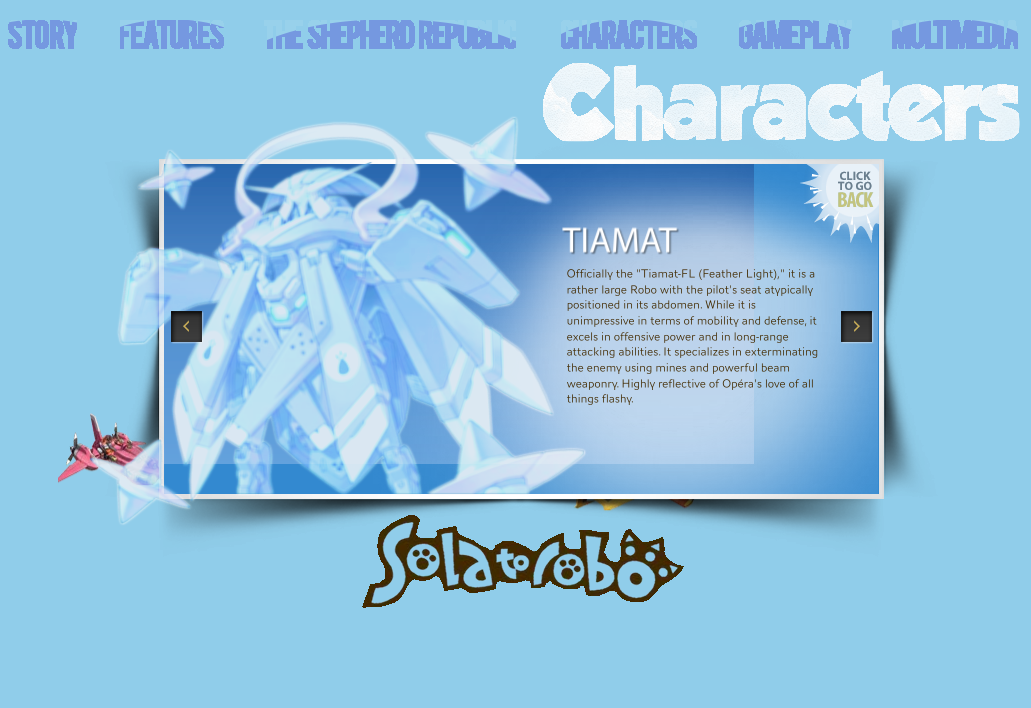 STORY FEATURES THE SHEPHERD REPUBLIC CHARACTERS GAMEPLAY MULTIMEDIA
Characters
CLICK
TO GO
BACK
TIAMAT
Officially the "Tiamat-FL (Feather Light)," it is a
rather large Robo with the pilot's seat atypically
positioned in its abdomen. While it is
unimpressive in terms of mobility and defense, it
excels in offensive power and in long-range
attacking abilities. It specializes in exterminating
the enemy using mines and powerful beam
weaponry. Highly reflective of Opéra's love of all
things flashy.
Solatorobo